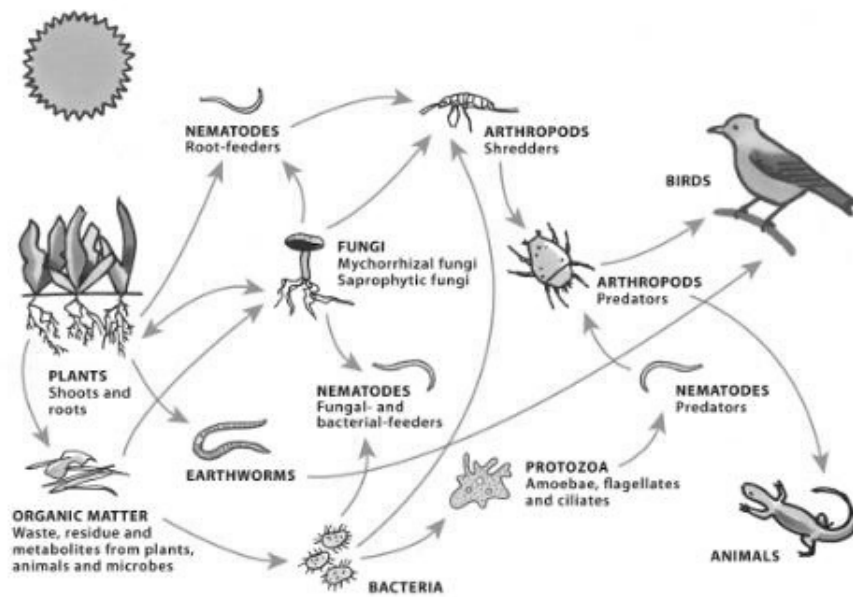 NEMATODES
Root-feeders
ARTHROPODS
Shredders
BIRDS
FUNGI
Mychorrhizal fungi
Saprophytic fungi
ARTHROPODS
Predators
PLANTS
Shoots and
roots
NEMATODES
Fungal- and
bacterial-feeders
NEMATODES
Predators
EARTHWORMS
PROTOZOA
Amoebae, flagellates
and ciliates
ORGANIC MATTER
Waste, residue and
metabolites from plants,
animals and microbes
BACTERIA
ANIMALS